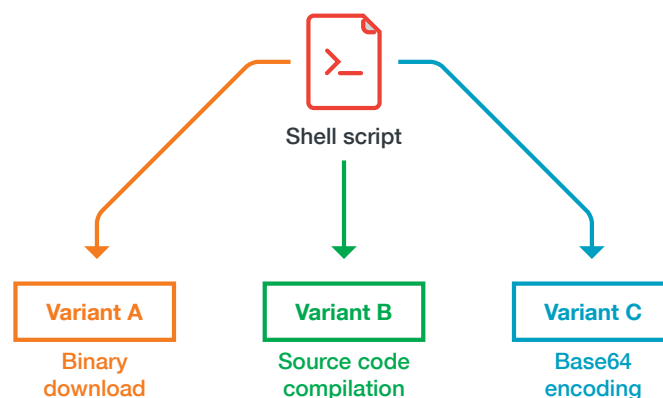 Shell script
Variant A
Variant B
Variant C
Binary
download
Source code
compilation
Base64
encoding